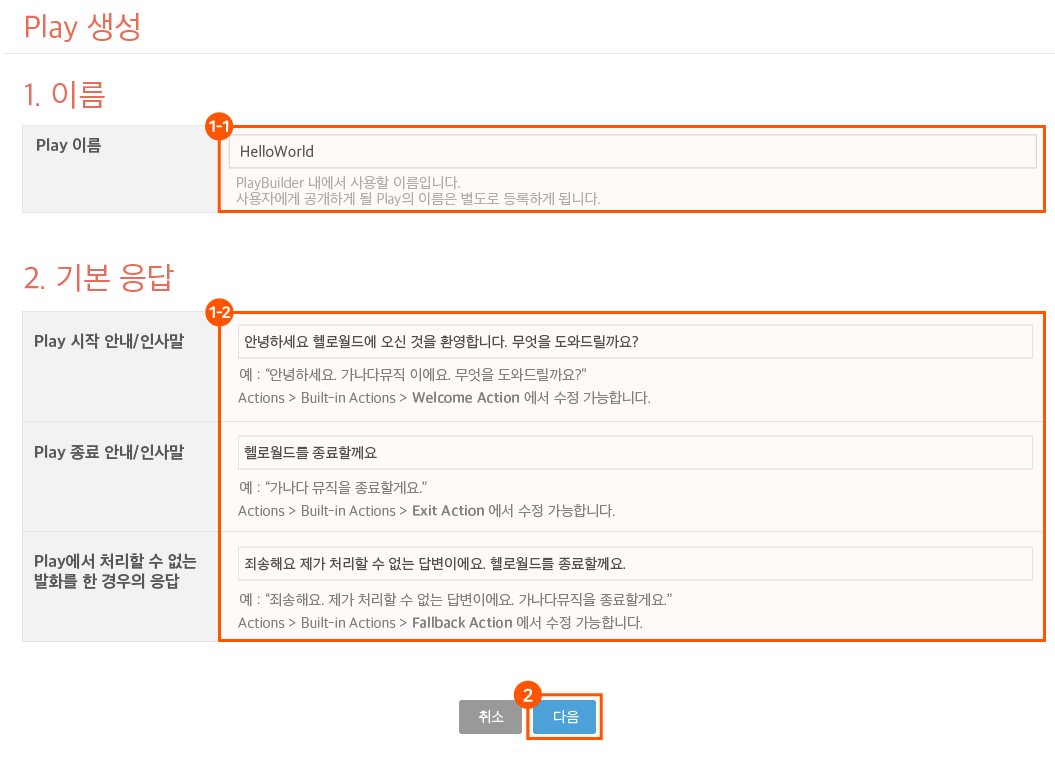 Play 생성
1. 이름
1-1
Play 이름
HelloWorld
PlayBuilder 내에서 사용할 이름입니다.
사용자에게 공개하게 될 Play의 이름은 별도로 등록하게 됩니다.
2. 기본 응답
1-2
Play 시작 안내/인사말
안녕하세요 헬로월드에 오신 것을 환영합니다. 무엇을 도와드릴까요?
예 : “안녕하세요. 가나다뮤직 이에요. 무엇을 도와드릴까요?”
Actions > Built-in Actions > Welcome Action 에서 수정 가능합니다.
Play 종료 안내/인사말
헬로월드를 종료할께요
예 : “가나다 뮤직을 종료할게요.”
Actions > Built-in Actions > Exit Action 에서 수정 가능합니다.
Play에서 처리할 수 없는
발화를 한 경우의 응답
죄송해요 제가 처리할 수 없는 답변이에요. 헬로월드를 종료할께요.
예 : “죄송해요. 제가 처리할 수 없는 답변이에요. 가나다뮤직을 종료할게요.”
Actions > Built-in Actions > Fallback Action 에서 수정 가능합니다.
2
취소
다음